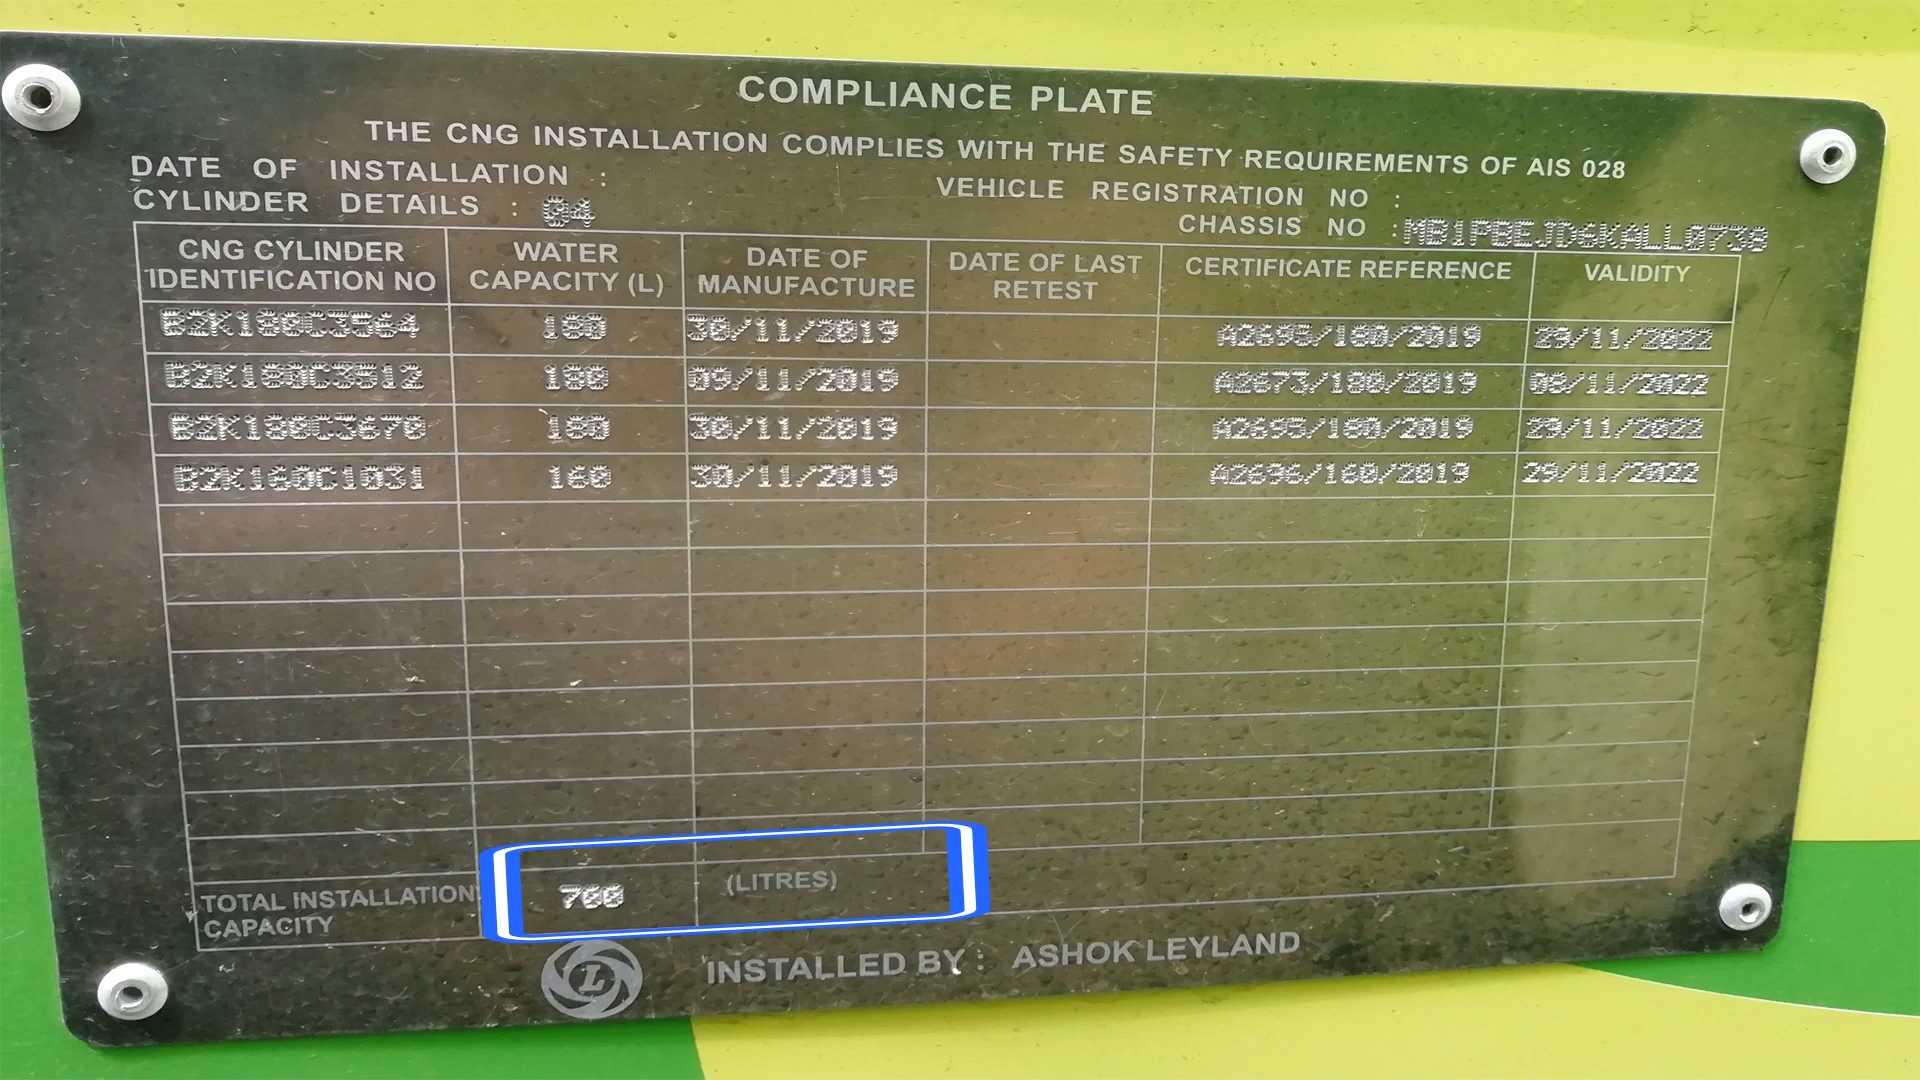 COMPLIANCE PLATE
THE CNG INSTALLATION COMPLIES WITH THE SAFETY REQUIREMENTS OF AIS 028
DATE OF INSTALLATION :
VEHICLE REGISTRATION NO :
CYLINDER DETAILS : 04
CHASSIS NO : MB1PBEJD6KALL0738
CNG CYLINDER IDENTIFICATION NO WATER CAPACITY (L) DATE OF MANUFACTURE DATE OF LAST RETEST CERTIFICATE REFERENCE VALIDITY
B2K180C3564 180 30/11/2019 A2695/180/2019 29/11/2022
B2K180C3512 180 09/11/2019 A2673/180/2019 08/11/2022
B2K180C3670 180 30/11/2019 A2695/180/2019 29/11/2022
B2K160C1031 160 30/11/2019 A2696/160/2019 29/11/2022
TOTAL INSTALLATION CAPACITY 700 (LITRES)
L INSTALLED BY : ASHOK LEYLAND